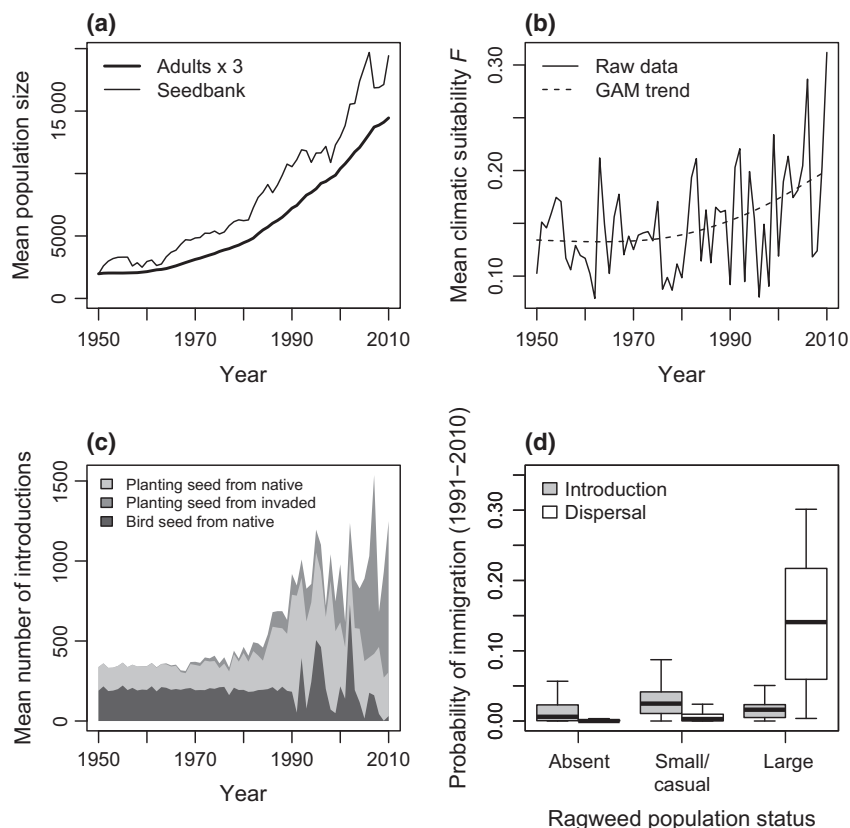 (a)
Adults x 3
Seedbank
Mean population size
0
5000
15 000
1950
1970
1990
2010
Year
(b)
Raw data
GAM trend
Mean climatic suitability F
0.10
0.20
0.30
1950
1970
1990
2010
Year
(c)
Planting seed from native
Planting seed from invaded
Bird seed from native
Mean number of introductions
0
500
1000
1500
1950
1970
1990
2010
Year
(d)
Introduction
Dispersal
Probability of immigration (1991–2010)
0.00
0.10
0.20
0.30
Absent
Small/
casual
Large
Ragweed population status